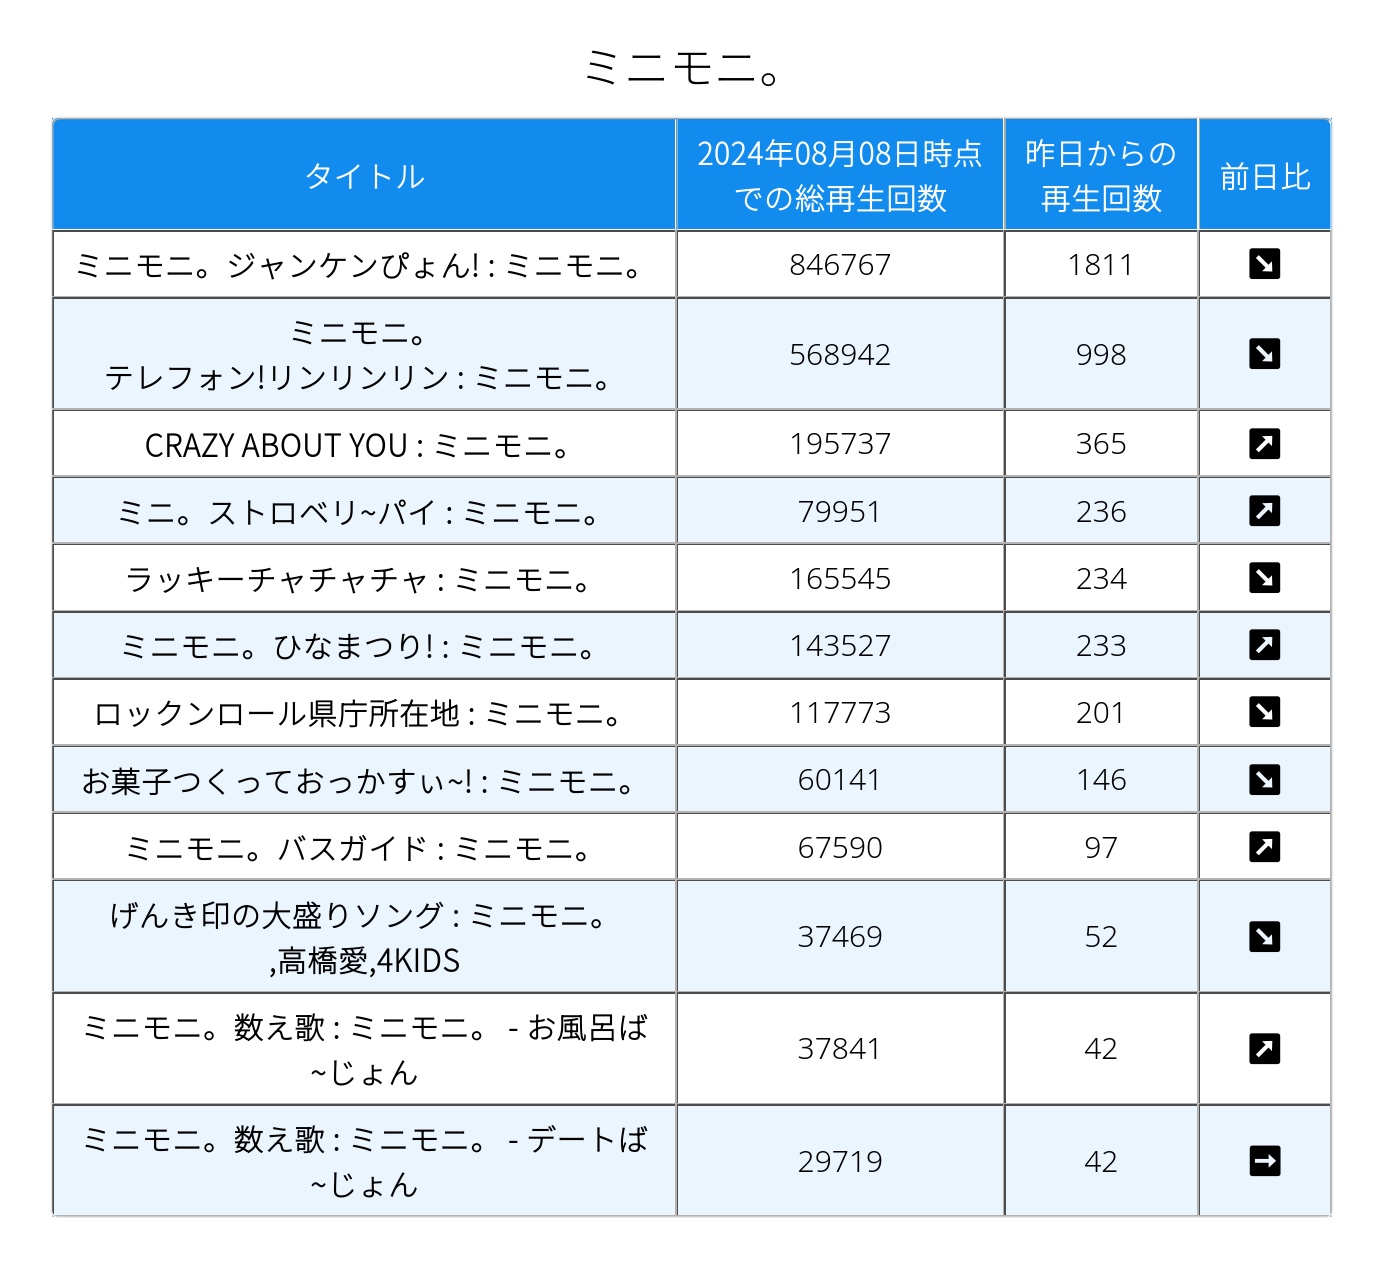 ミニモニ。
タイトル
2024年08月08日時点
での総再生回数
昨日からの
再生回数
前日比
ミニモニ。ジャンケンぴょん! : ミニモニ。
846767
1811
ミニモニ。
テレフォン!リンリンリン : ミニモニ。
568942
998
CRAZY ABOUT YOU : ミニモニ。
195737
365
ミニ。ストロベリ~パイ : ミニモニ。
79951
236
ラッキーチャチャチャ : ミニモニ。
165545
234
ミニモニ。ひなまつり! : ミニモニ。
143527
233
ロックンロール県庁所在地 : ミニモニ。
117773
201
お菓子つくっておっかすぃ~! : ミニモニ。
60141
146
ミニモニ。バスガイド : ミニモニ。
67590
97
げんき印の大盛りソング : ミニモニ。
,高橋愛,4KIDS
37469
52
ミニモニ。数え歌 : ミニモニ。 - お風呂ば
~じょん
37841
42
ミニモニ。数え歌 : ミニモニ。 - デートば
~じょん
29719
42